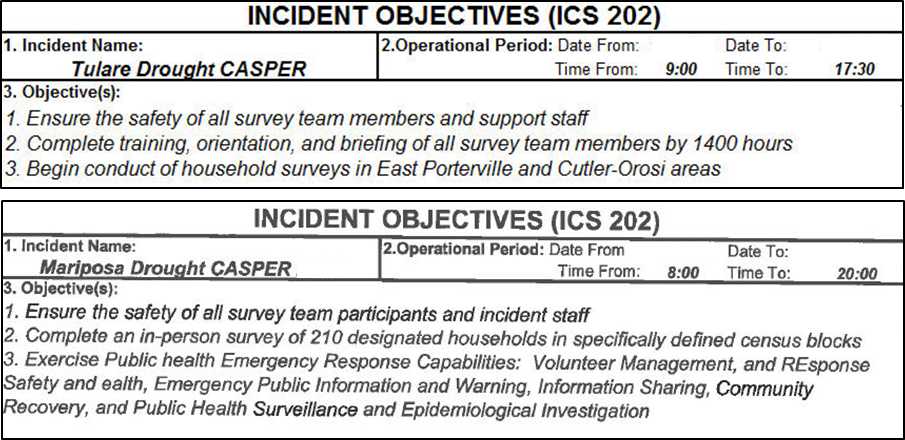 INCIDENT OBJECTIVES (ICS 202)
1. Incident Name: 2.Operational Period: Date From: Date To:
Tulare Drought CASPER Time From: 9:00 Time To: 17:30
3. Objective(s):
1. Ensure the safety of all survey team members and support staff
2. Complete training, orientation, and briefing of all survey team members by 1400 hours
3. Begin conduct of household surveys in East Porterville and Cutler-Orosi areas
INCIDENT OBJECTIVES (ICS 202)
1. Incident Name: 2.Operational Period: Date From Date To:
Mariposa Drought CASPER Time From: 8:00 Time To: 20:00
3. Objective(s):
1. Ensure the safety of all survey team participants and incident staff
2. Complete an in-person survey of 210 designated households in specifically defined census blocks
3. Exercise Public health Emergency Response Capabilities: Volunteer Management, and REsponse
Safety and ealth, Emergency Public Information and Warning, Information Sharing, Community
Recovery, and Public Health Surveillance and Epidemiological Investigation